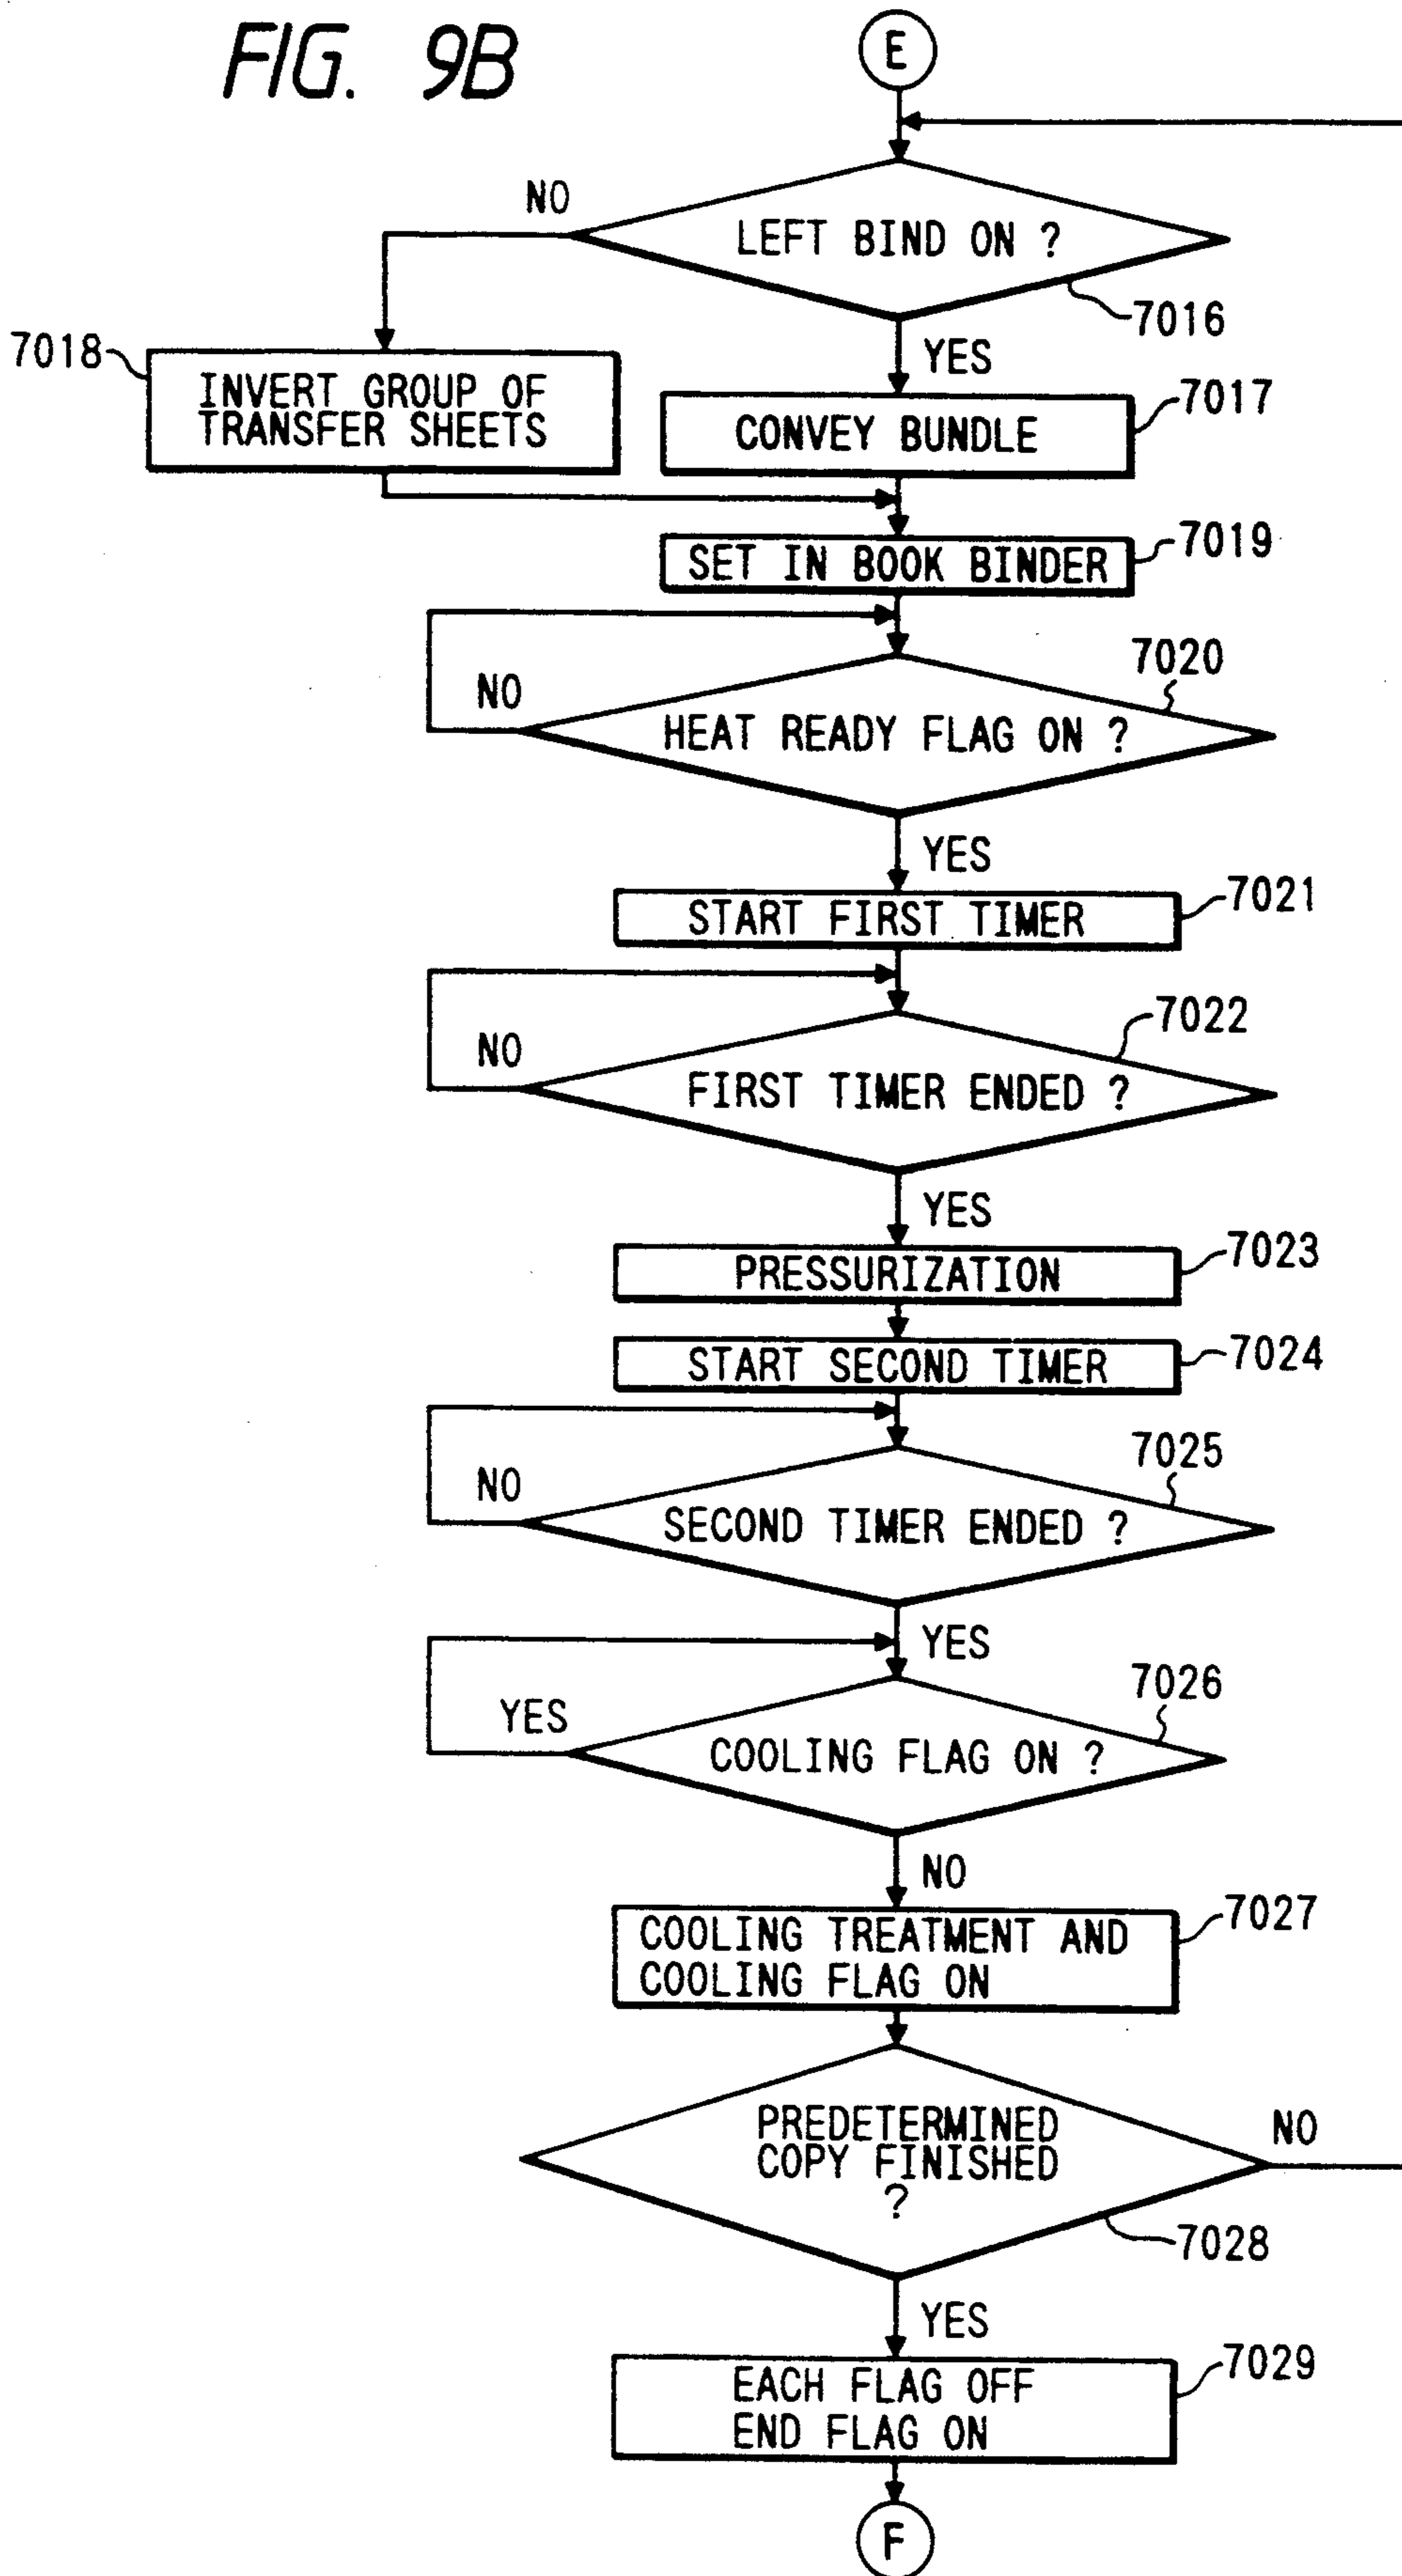 FIG. 9B
E
NO
LEFT BIND ON ?
7016
YES
7018
INVERT GROUP OF
TRANSFER SHEETS
7017
CONVEY BUNDLE
7019
SET IN BOOK BINDER
7020
NO
HEAT READY FLAG ON ?
YES
7021
START FIRST TIMER
7022
NO
FIRST TIMER ENDED ?
YES
7023
PRESSURIZATION
7024
START SECOND TIMER
7025
NO
SECOND TIMER ENDED ?
YES
7026
YES
COOLING FLAG ON ?
NO
7027
COOLING TREATMENT AND
COOLING FLAG ON
PREDETERMINED
COPY FINISHED
?
NO
7028
YES
7029
EACH FLAG OFF
END FLAG ON
F